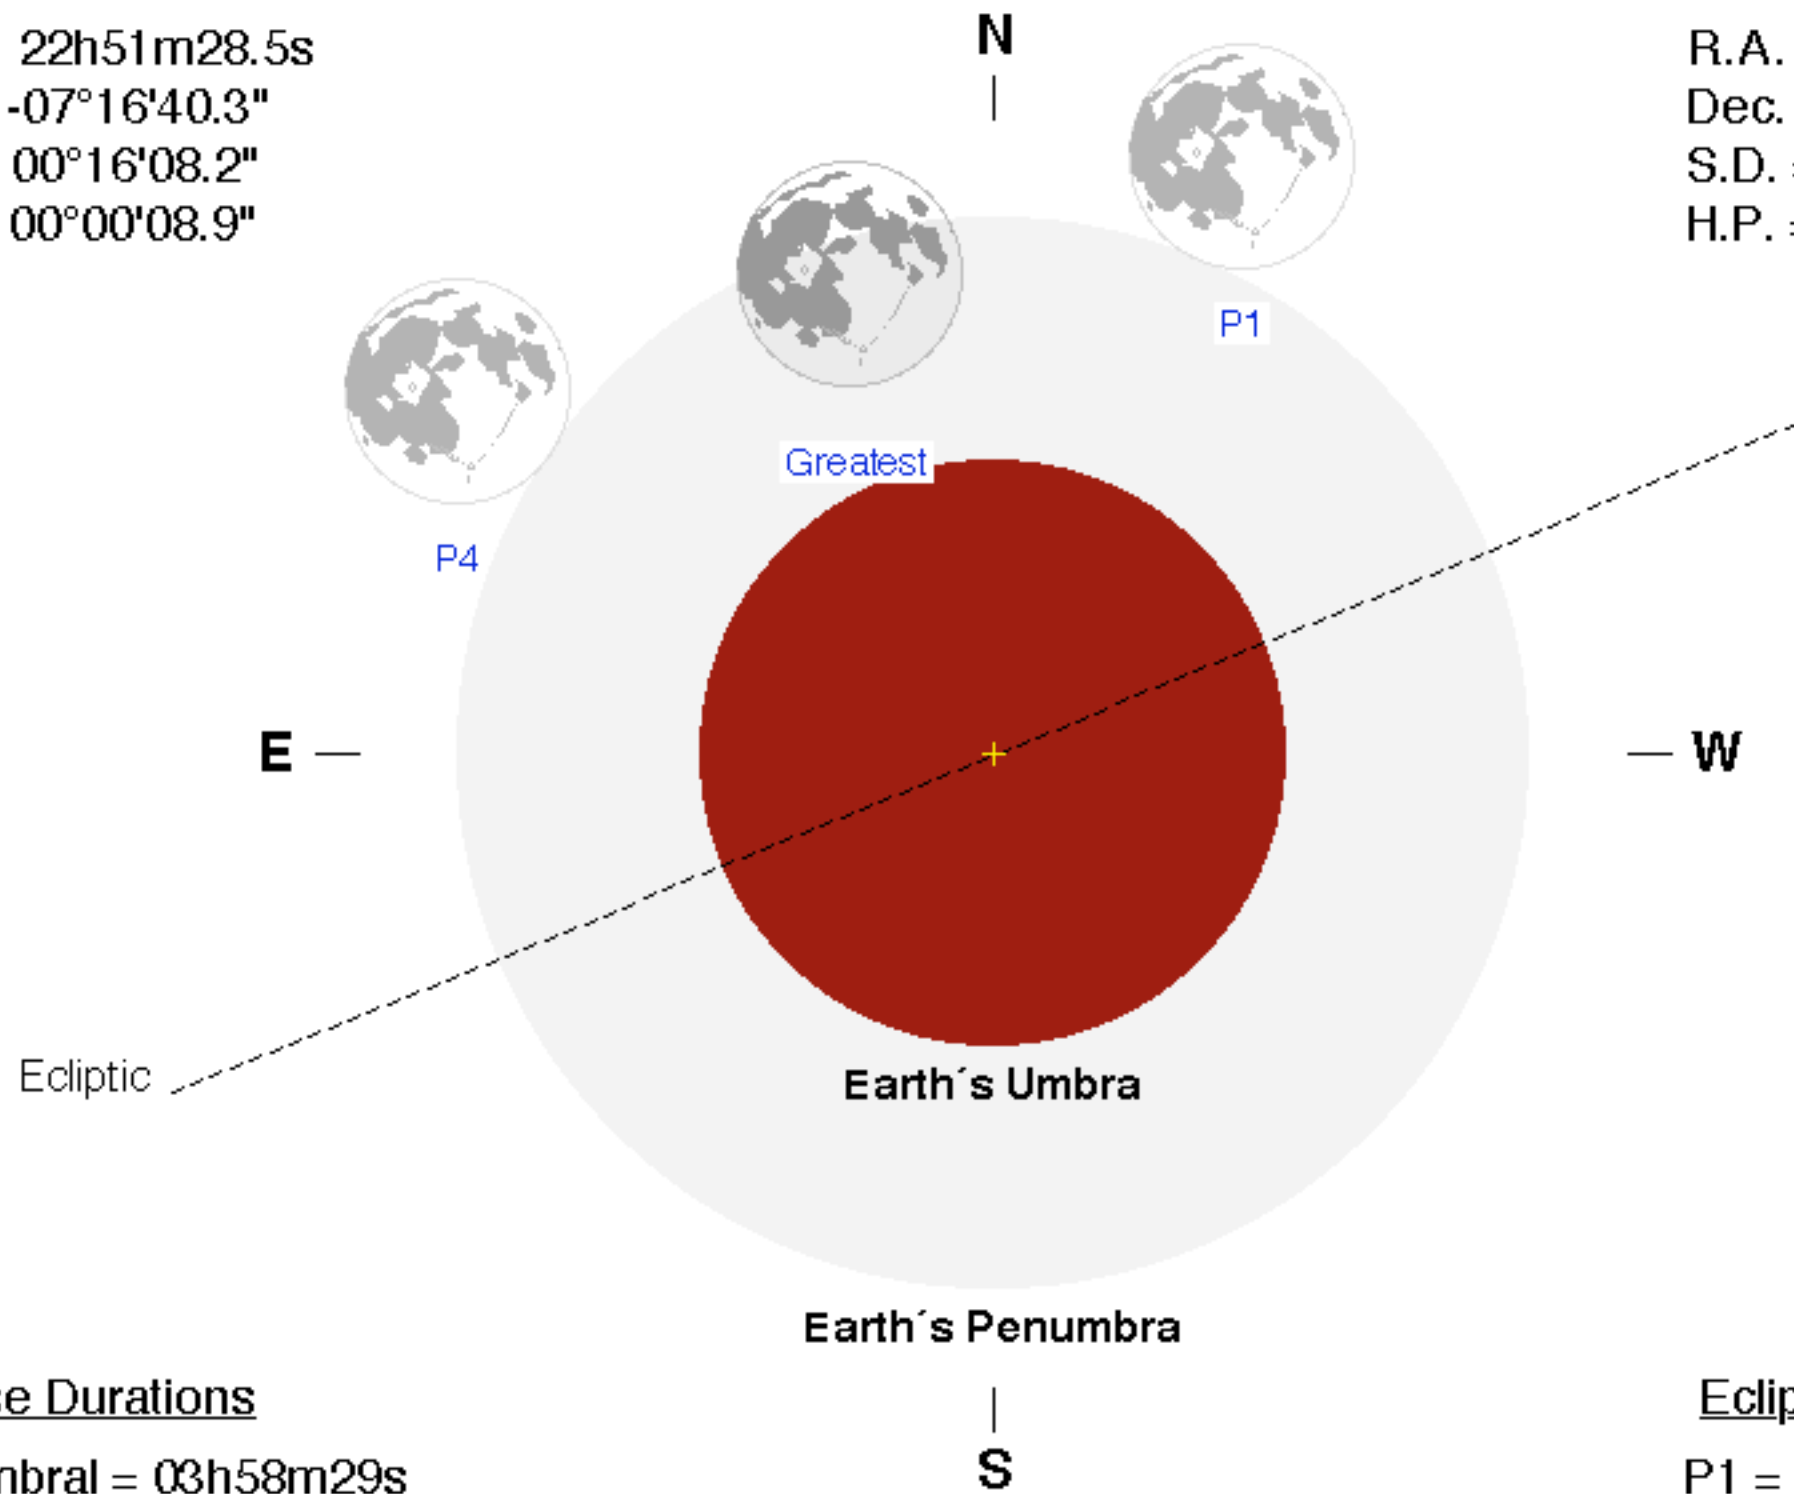 22h51m28.5s
-07°16'40.3"
00°16'08.2"
00°00'08.9"
N
R.A.
Dec.
S.D. =
H.P. =
P1
Greatest
P4
E
W
Ecliptic
Earth´s Umbra
Earth´s Penumbra
Durations
= 03h58m29s
S
P1 =